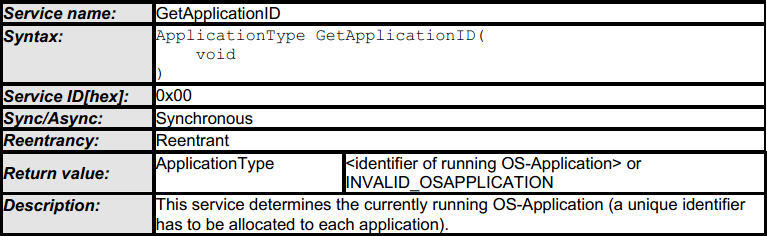 Service name: GetApplicationID
Syntax: ApplicationType GetApplicationID(
void
)
Service ID[hex]: 0x00
Sync/Async: Synchronous
Reentrancy: Reentrant
Return value: ApplicationType <identifier of running OS-Application> or
INVALID_OSAPPLICATION
Description: This service determines the currently running OS-Application (a unique identifier
has to be allocated to each application).